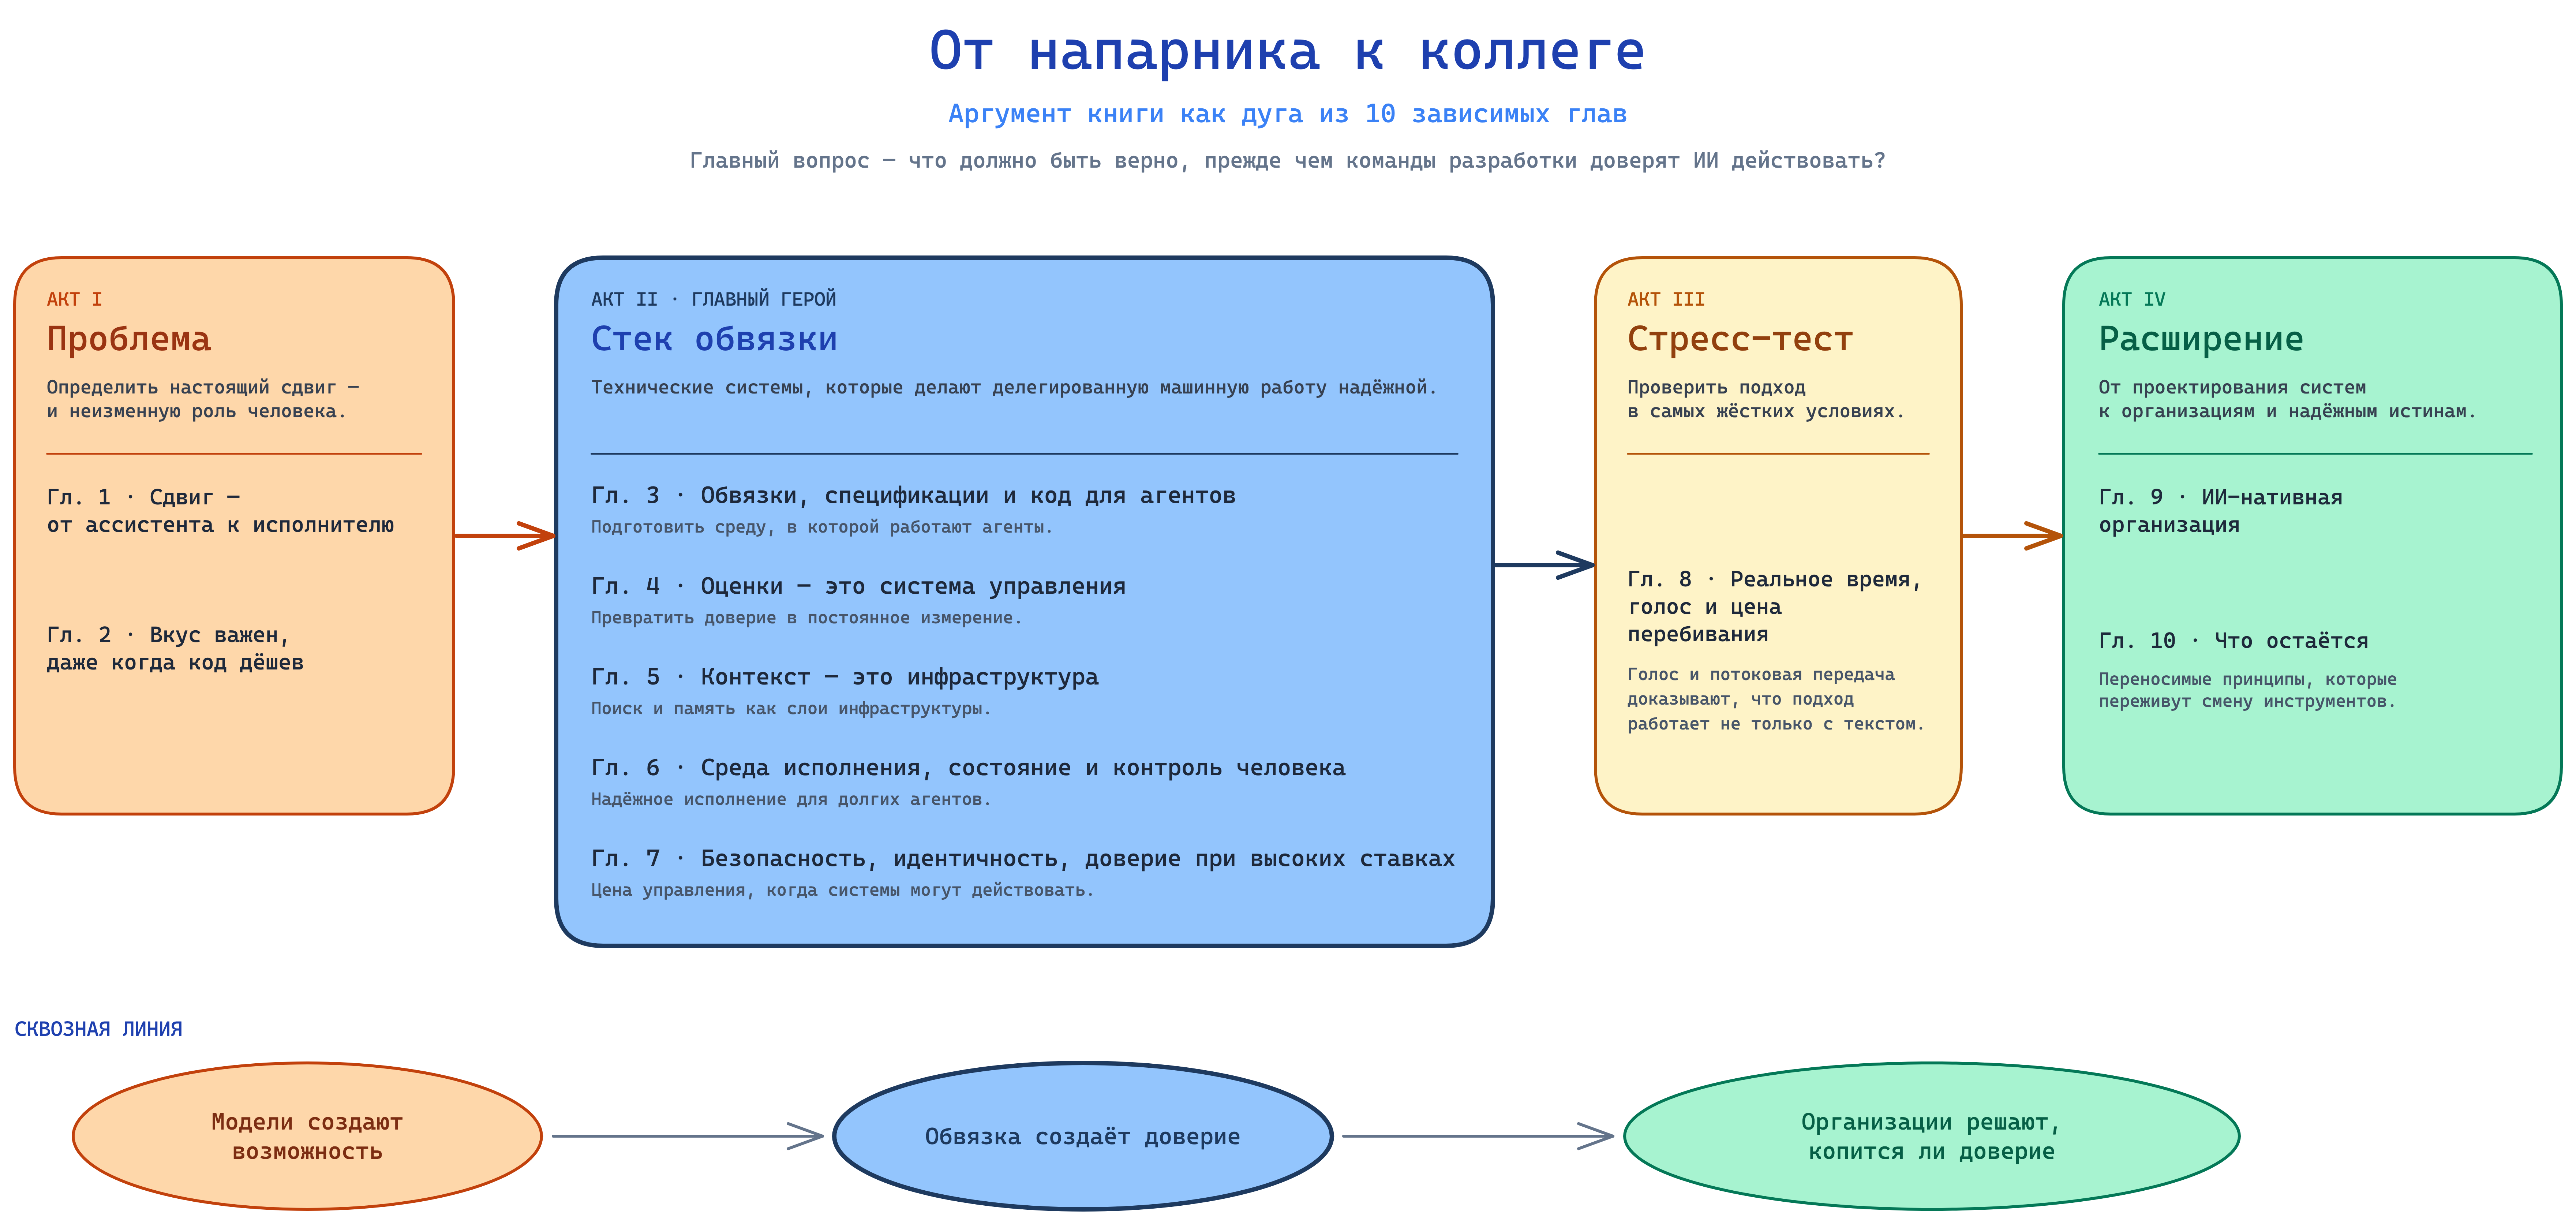 От напарника к коллеге
Аргумент книги как дуга из 10 зависимых глав
Главный вопрос — что должно быть верно, прежде чем команды разработки доверят ИИ действовать?
АКТ I
Проблема
Определить настоящий сдвиг —
и неизменную роль человека.
Гл. 1 · Сдвиг —
от ассистента к исполнителю
Гл. 2 · Вкус важен,
даже когда код дёшев
АКТ II · ГЛАВНЫЙ ГЕРОЙ
Стек обвязки
Технические системы, которые делают делегированную машинную работу надёжной.
Гл. 3 · Обвязки, спецификации и код для агентов
Подготовить среду, в которой работают агенты.
Гл. 4 · Оценки — это система управления
Превратить доверие в постоянное измерение.
Гл. 5 · Контекст — это инфраструктура
Поиск и память как слои инфраструктуры.
Гл. 6 · Среда исполнения, состояние и контроль человека
Надёжное исполнение для долгих агентов.
Гл. 7 · Безопасность, идентичность, доверие при высоких ставках
Цена управления, когда системы могут действовать.
АКТ III
Стресс-тест
Проверить подход
в самых жёстких условиях.
Гл. 8 · Реальное время,
голос и цена
перебивания
Голос и потоковая передача
доказывают, что подход
работает не только с текстом.
АКТ IV
Расширение
От проектирования систем
к организациям и надёжным истинам.
Гл. 9 · ИИ-нативная
организация
Гл. 10 · Что остаётся
Переносимые принципы, которые
переживут смену инструментов.
СКВОЗНАЯ ЛИНИЯ
Модели создают
возможность
Обвязка создаёт доверие
Организации решают,
копится ли доверие